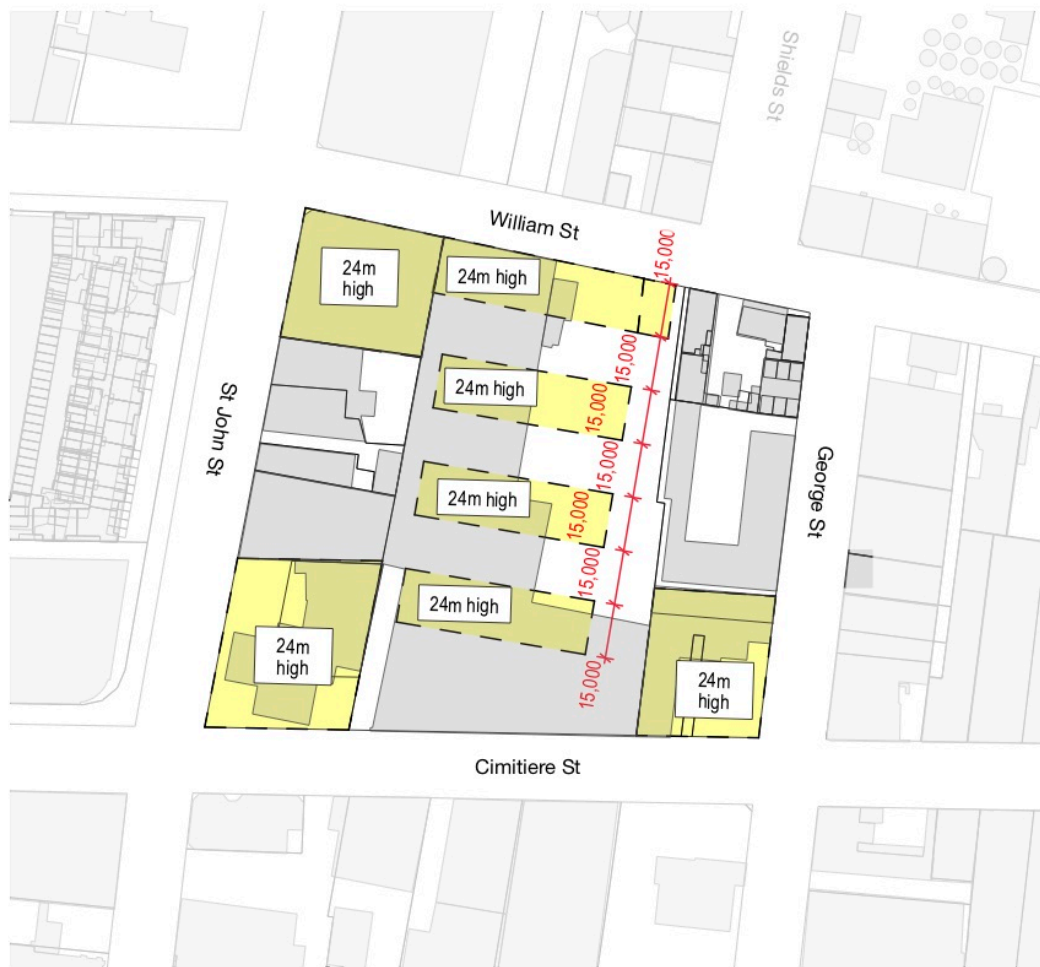 Shields St
William St
15,000
24m
high
24m high
15,000
24m high
15,000
St John St
15,000
George St
24m high
15,000
15,000
24m high
24m
high
24m
high
15,000
Cimitiere St